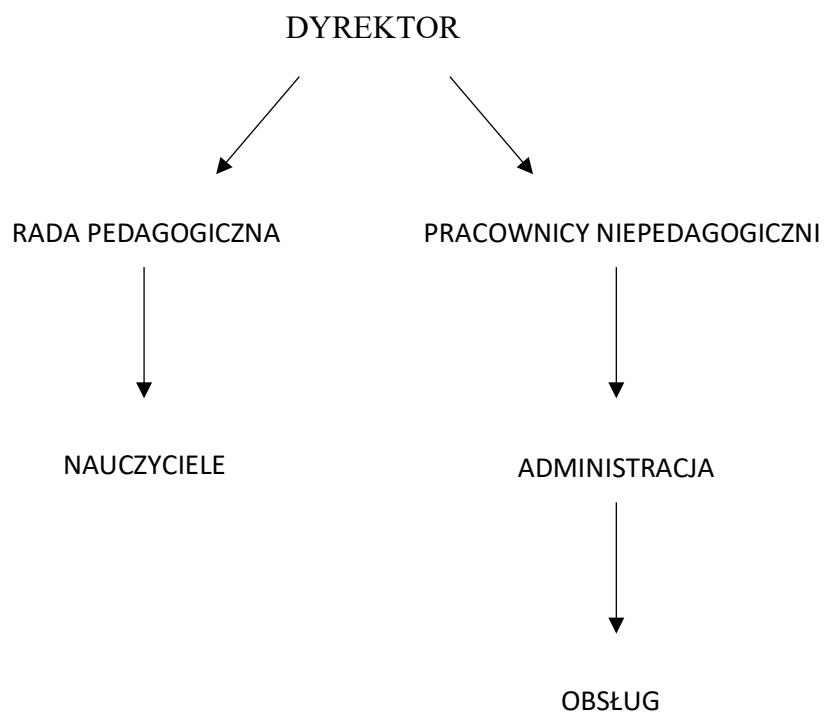 DYREKTOR
RADA PEDAGOGICZNA
PRACOWNICY NIEPEDAGOGICZNI
NAUCZYCIELE
ADMINISTRACJA
OBSŁUG